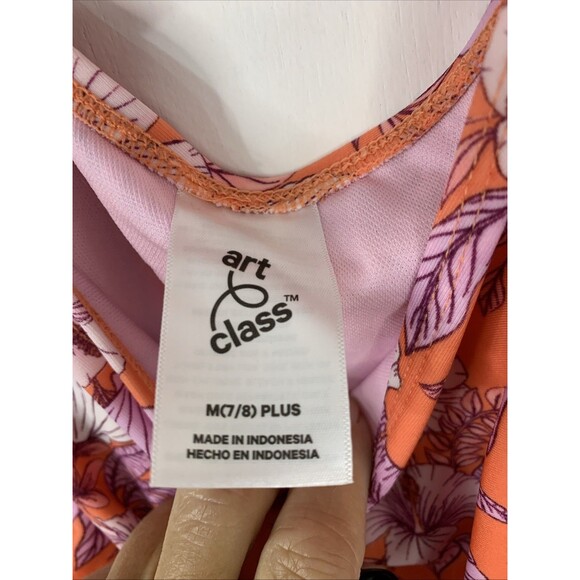 art
class™
M(7/8) PLUS
MADE IN INDONESIA
HECHO EN INDONESIA